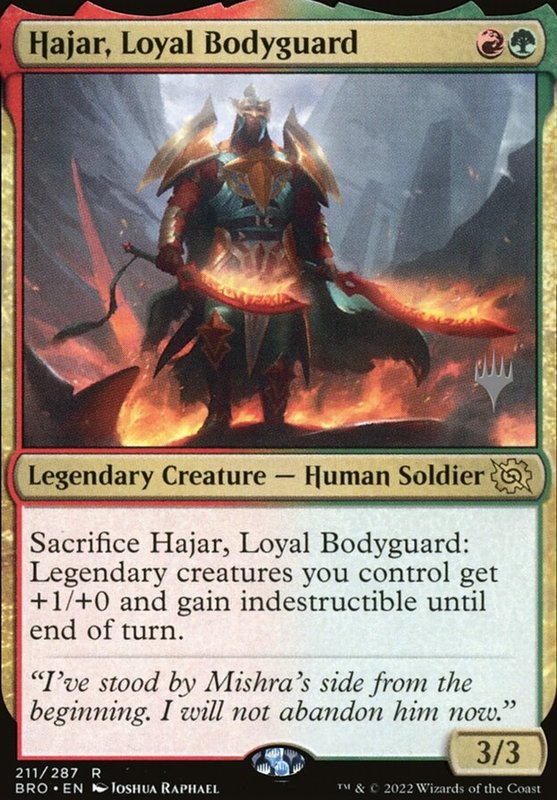 Hajar, Loyal Bodyguard
Legendary Creature — Human Soldier
Sacrifice Hajar, Loyal Bodyguard:
Legendary creatures you control get
+1/+0 and gain indestructible until
end of turn.
“I’ve stood by Mishra’s side from the
beginning. I will not abandon him now.”
3/3
211/287 R
BRO • EN Joshua Raphael
™ & © 2022 Wizards of the Coast